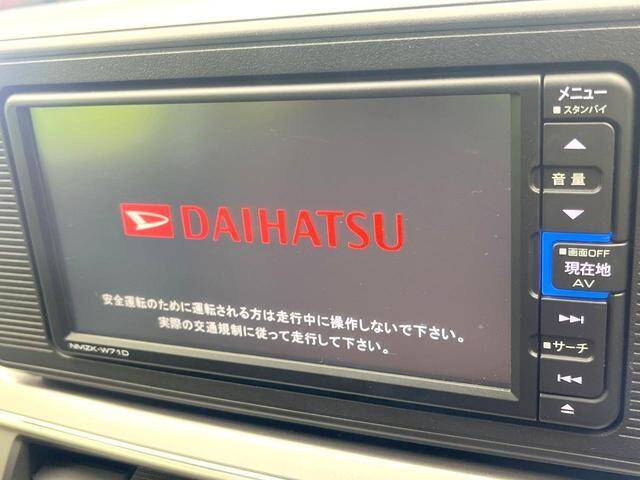 メニュー
■スタンバイ
音量
DAIHATSU
■画面OFF
現在地
AV
安全運転のために運転される方は走行中に操作しないで下さい。
実際の交通規制に従って走行して下さい。
■サーチ
NMZK-W71D